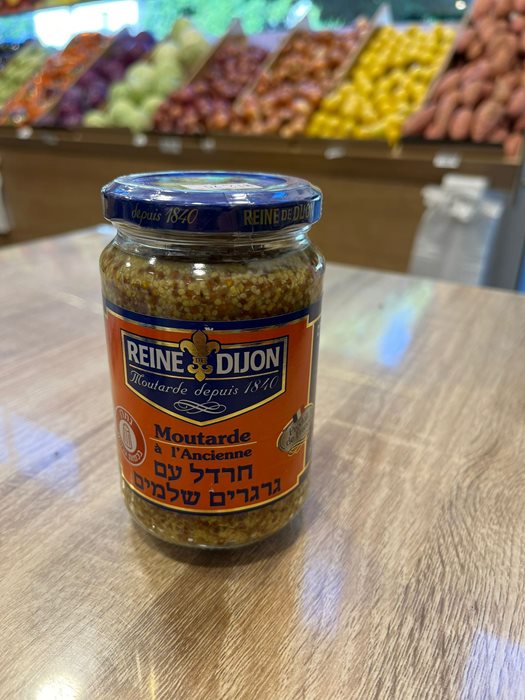 depuis 1840 REINE DE DIJON
REINE DE DIJON
Moutarde depuis 1840
Moutarde
à l'Ancienne
חרדל עם
גרגרים שלמים